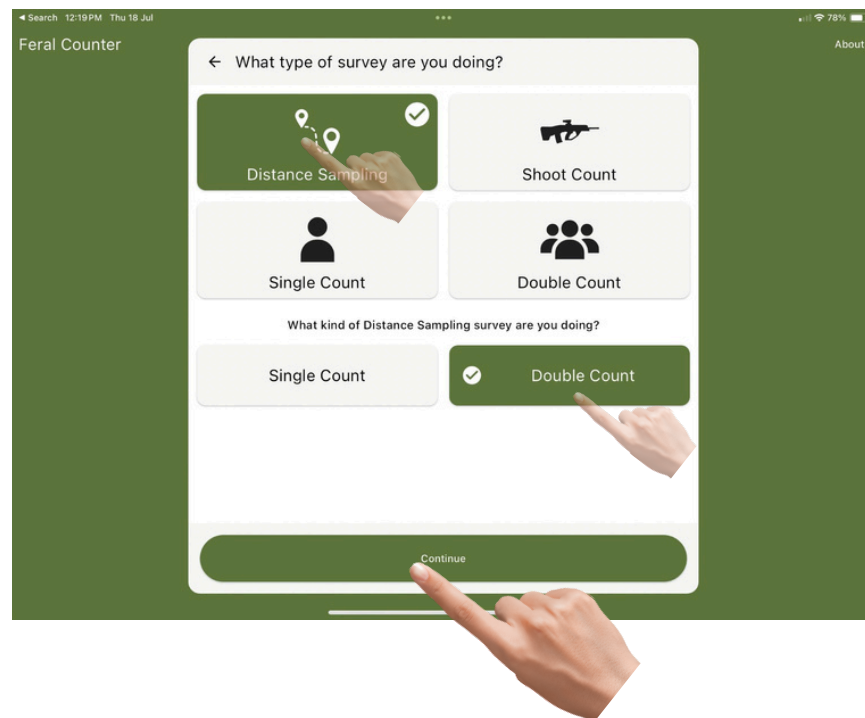 ◄ Search 12:19 PM Thu 18 Jul ••• 78%
Feral Counter
About
← What type of survey are you doing?
Distance Sampling
Shoot Count
Single Count
Double Count
What kind of Distance Sampling survey are you doing?
Single Count
Double Count
Continue